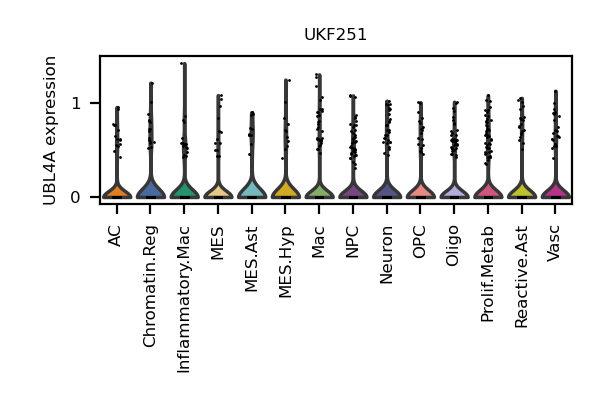 UKF251
UBL4A expression
1
0
AC
Chromatin.Reg
Inflammatory.Mac
MES
MES.Ast
MES.Hyp
Mac
NPC
Neuron
OPC
Oligo
Prolif.Metab
Reactive.Ast
Vasc